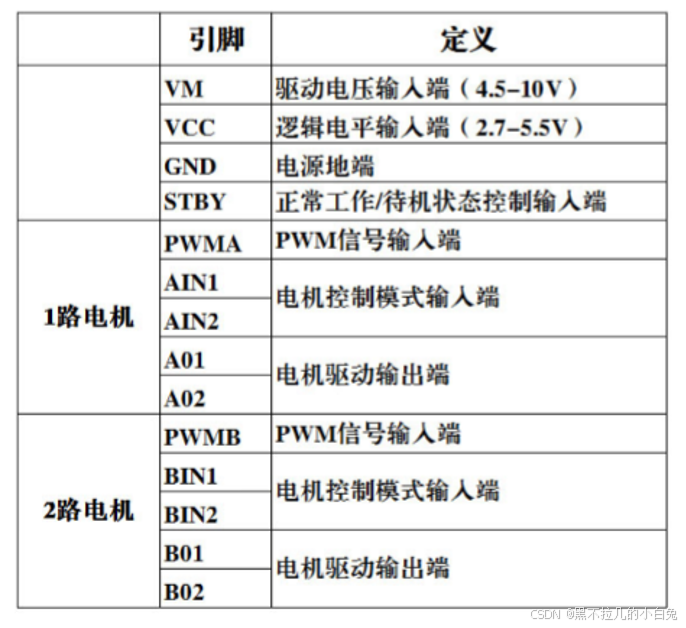 引脚 定义
VM 驱动电压输入端（4.5-10V）
VCC 逻辑电平输入端（2.7-5.5V）
GND 电源地端
STBY 正常工作/待机状态控制输入端
1路电机
PWMA PWM信号输入端
AIN1
AIN2
电机控制模式输入端
A01
A02
电机驱动输出端
2路电机
PWMB PWM信号输入端
BIN1
BIN2
电机控制模式输入端
B01
B02
电机驱动输出端
CSDN @黑不拉几的小白兔